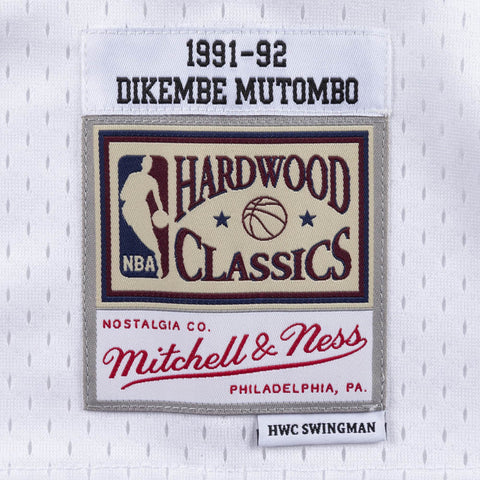 1991-92
DIKEMBE MUTOMBO
HARDWOOD
CLASSICS
NBA
NOSTALGIA CO.
Mitchell & Ness
PHILADELPHIA, PA.
HWC SWINGMAN